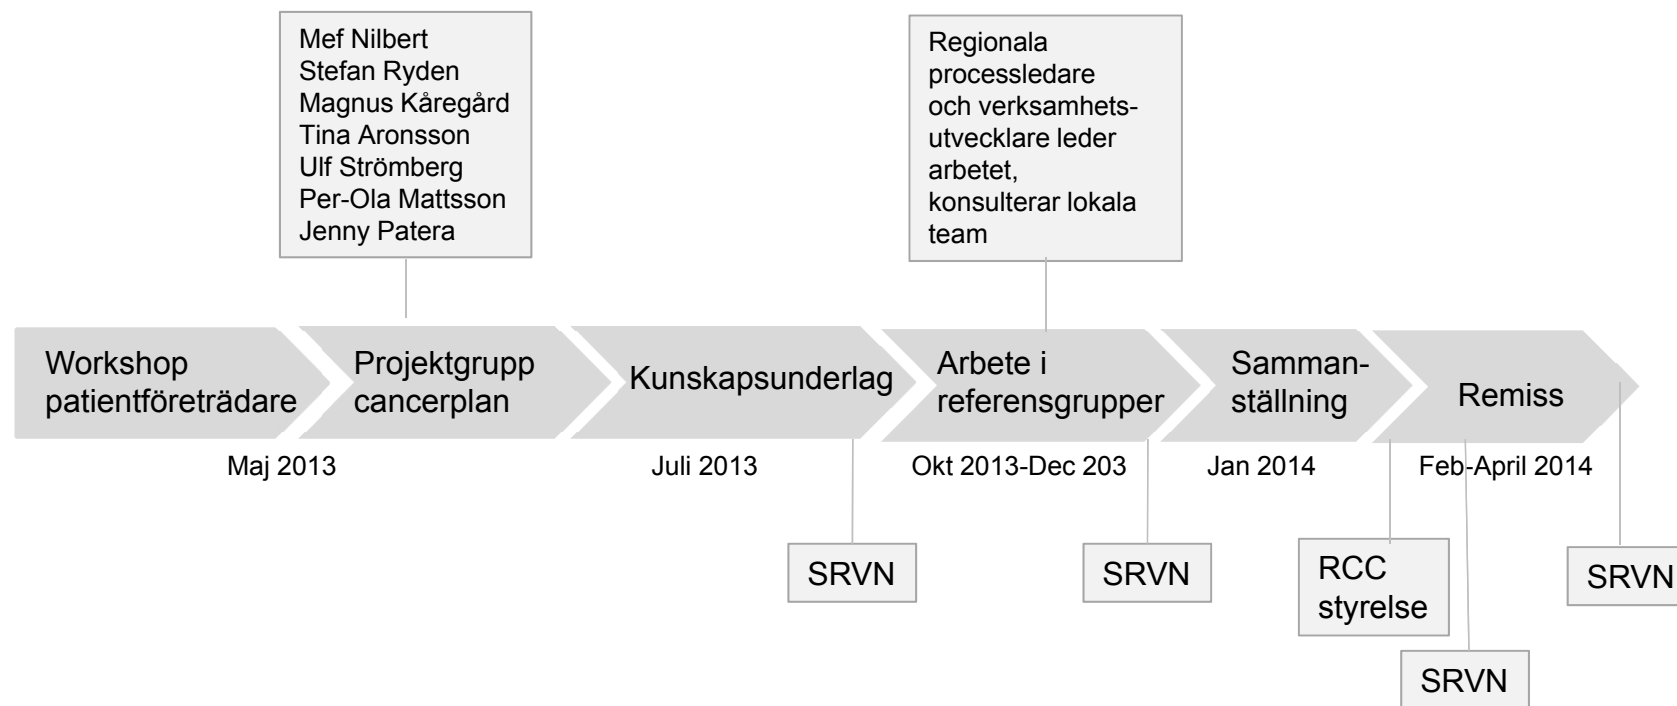 Mef Nilbert
Stefan Ryden
Magnus Kåregård
Tina Aronsson
Ulf Strömberg
Per-Ola Mattsson
Jenny Patera
Regionala
processledare
och verksamhets-
utvecklare leder
arbetet,
konsulterar lokala
team
Workshop
patientföreträdare
Projektgrupp
cancerplan
Kunskapsunderlag
Arbete i
referensgrupper
Samman-
ställning
Remiss
Maj 2013
Juli 2013
Okt 2013-Dec 203
Jan 2014
Feb-April 2014
SRVN
SRVN
RCC
styrelse
SRVN
SRVN